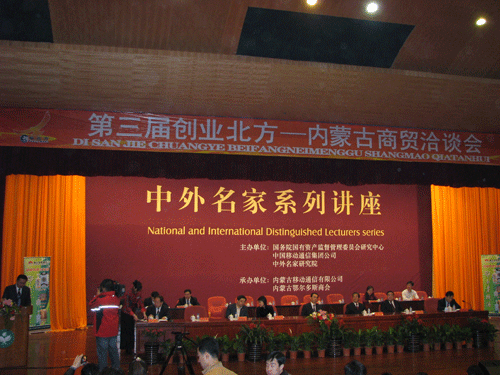 第三届创业北方—内蒙古商贸洽谈会
DI SAN JIE CHUANGYE BEIFANGNEIMENGGU SHANGMAO QIATANHUI
中外名家系列讲座
National and International Distinguished Lecturers series
主办单位：国务院国有资产监督管理委员会研究中心
中国移动通信集团公司
中外名家研究院
承办单位：内蒙古移动通信有限公司
内蒙古鄂尔多斯商会